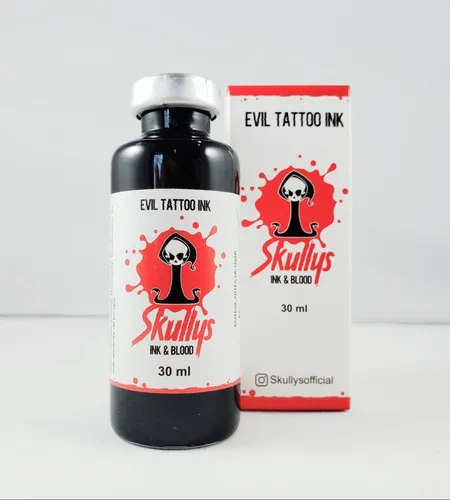 EVIL TATTOO INK
Skullys
INK & BLOOD
30 ml
EVIL TATTOO INK
Skullys
INK & BLOOD
30 ml
Skullysofficial